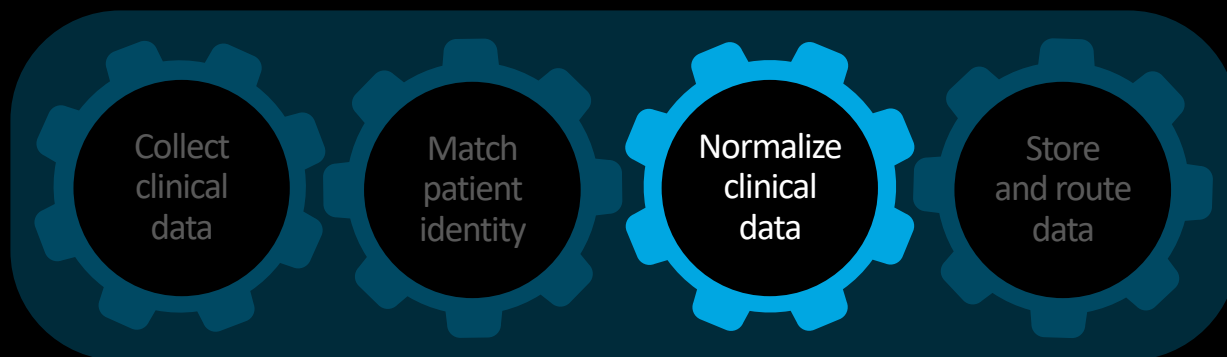 Collect
clinical
data
Match
patient
identity
Normalize
clinical
data
Store
and route
data